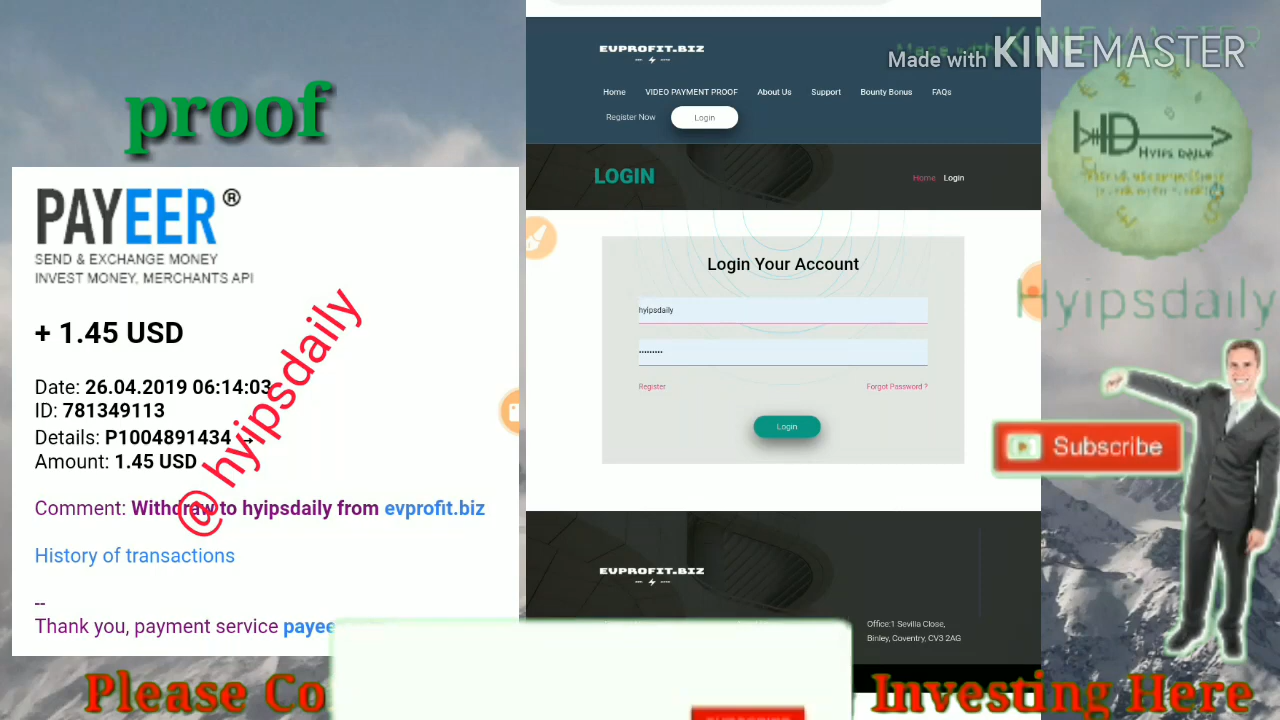 proof
PAYEER®
SEND & EXCHANGE MONEY
INVEST MONEY, MERCHANTS API
+ 1.45 USD
Date: 26.04.2019 06:14:03
ID: 781349113
Details: P1004891434 →
Amount: 1.45 USD
Comment: Withdraw to hyipsdaily from evprofit.biz
History of transactions
--
Thank you, payment service payee
@ hyipsdaily
EVPROFIT.BIZ
Home VIDEO PAYMENT PROOF About Us Support Bounty Bonus FAQs
Register Now Login
LOGIN
Home Login
Login Your Account
hyipsdaily
•••••••••
Register Forgot Password ?
Login
EVPROFIT.BIZ
Office:1 Sevilla Close,
Binley, Coventry, CV3 2AG
Made with KINEMASTER
HD
HYIPS DAILY
Hyipsdaily
Subscribe
Please Co
Investing Here